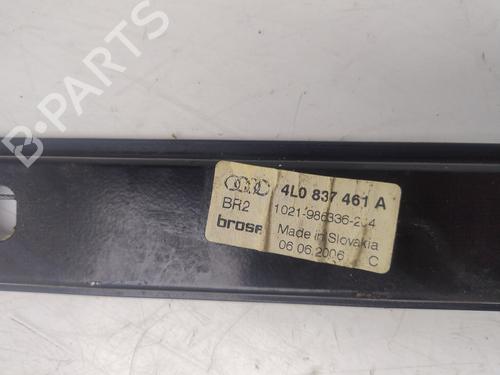 B-PARTS
4L0 837 461 A
BR2
1021-986336-204
brose
Made in Slovakia
06.06.2006 C